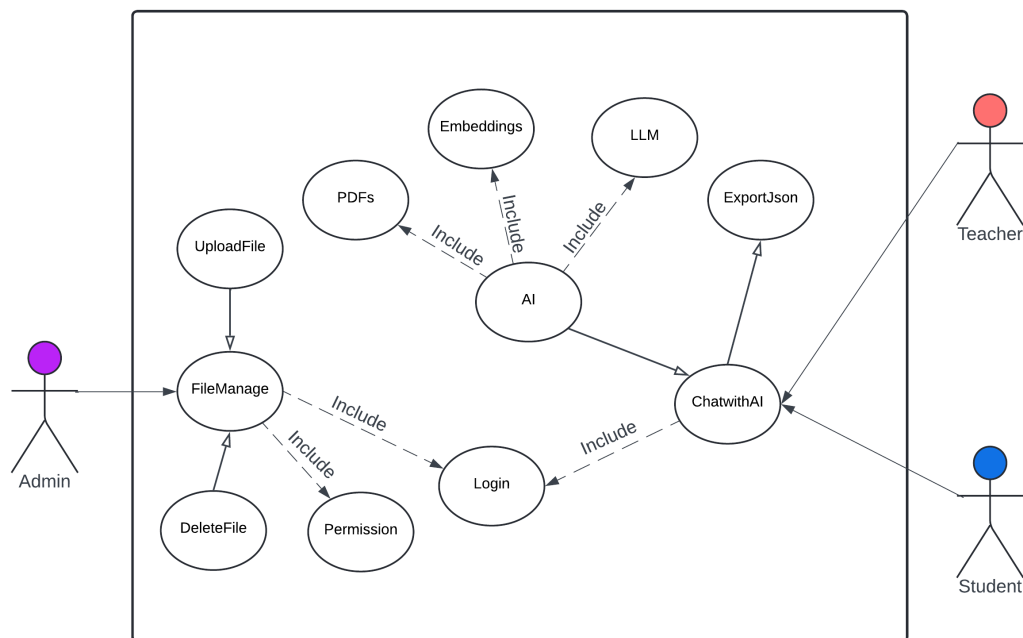 Embeddings
LLM
PDFs
ExportJson
Include
Include
Include
UploadFile
Teacher
AI
FileManage
ChatwithAI
Include
Include
Include
Admin
Login
DeleteFile
Permission
Student